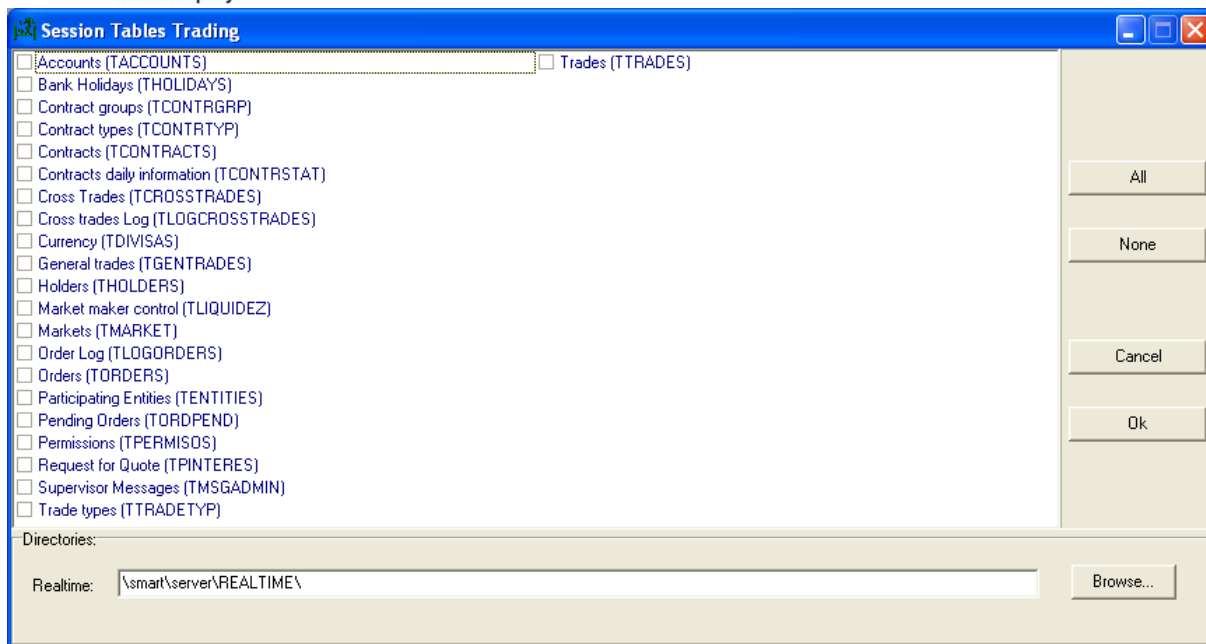 Session Tables Trading
Accounts (TACCOUNTS)
Bank Holidays (THOLIDAYS)
Contract groups (TCONTRGRP)
Contract types (TCONTRTYP)
Contracts (TCONTRACTS)
Contracts daily information (TCONTRSTAT)
Cross Trades (TCROSSTRADES)
Cross trades Log (TLOGCROSSTRADES)
Currency (TDIVISAS)
General trades (TGENTRADES)
Holders (THOLDERS)
Market maker control (TLIQUIDEZ)
Markets (TMARKET)
Order Log (TLOGORDERS)
Orders (TORDERS)
Participating Entities (TENTITIES)
Pending Orders (TORDPEND)
Permissions (TPERMISOS)
Request for Quote (TPINTERES)
Supervisor Messages (TMSGADMIN)
Trade types (TTRADETYP)
Trades (TTRADES)
All
None
Cancel
Ok
Directories:
Realtime: \smart\server\REALTIME\ Browse...